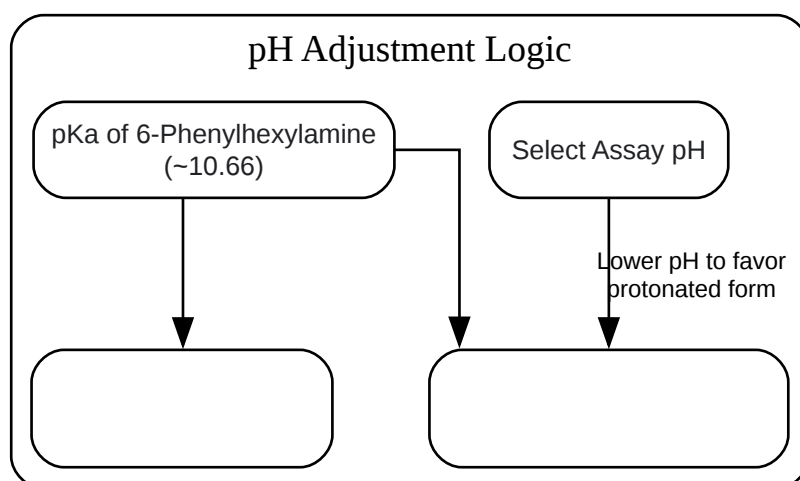 pH Adjustment Logic
pKa of 6-Phenylhexylamine
(~10.66)
Select Assay pH
Lower pH to favor
protonated form